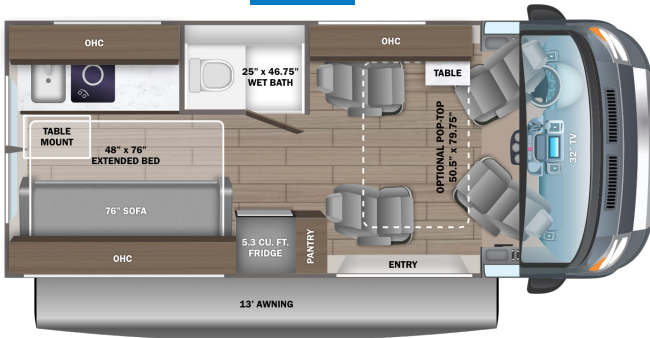 OHC
OHC
25" x 46.75"
WET BATH
TABLE
TABLE
MOUNT
48" x 76"
EXTENDED BED
OPTIONAL POP-TOP
50.5" x 79.75"
32" TV
76" SOFA
5.3 CU. FT.
FRIDGE
PANTRY
OHC
ENTRY
13' AWNING